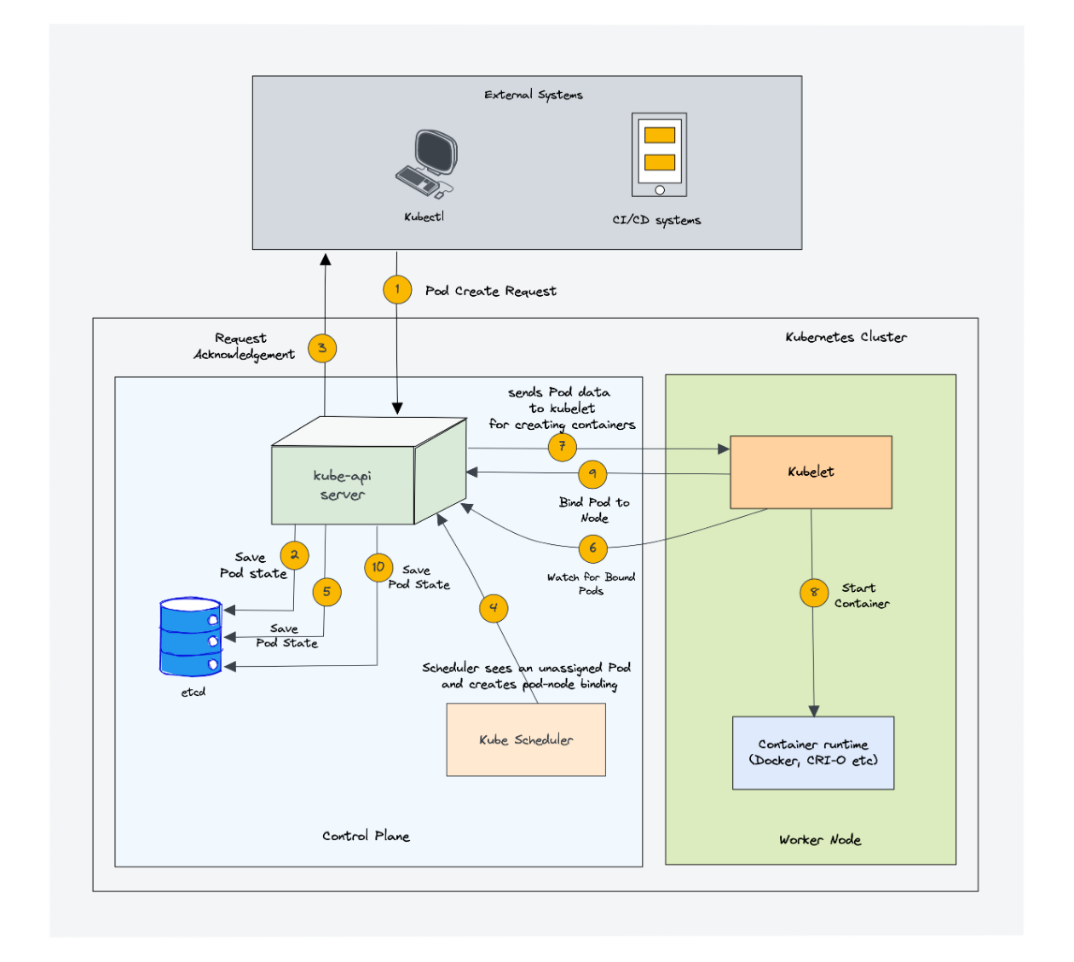 External Systems
Kubectl
CI/CD systems
1
Pod Create Request
Request
Acknowledgement
3
Kubernetes Cluster
sends Pod data
to kubelet
for creating containers
7
kube-api
server
9
Bind Pod to
Node
Kubelet
6
Watch for Bound
Pods
2
Save
Pod state
5
Save
Pod State
10
Save
Pod State
etcd
4
Scheduler sees an unassigned Pod
and creates pod-node binding
Kube Scheduler
8
Start
Container
Container runtime
(Docker, CRI-O etc)
Control Plane
Worker Node